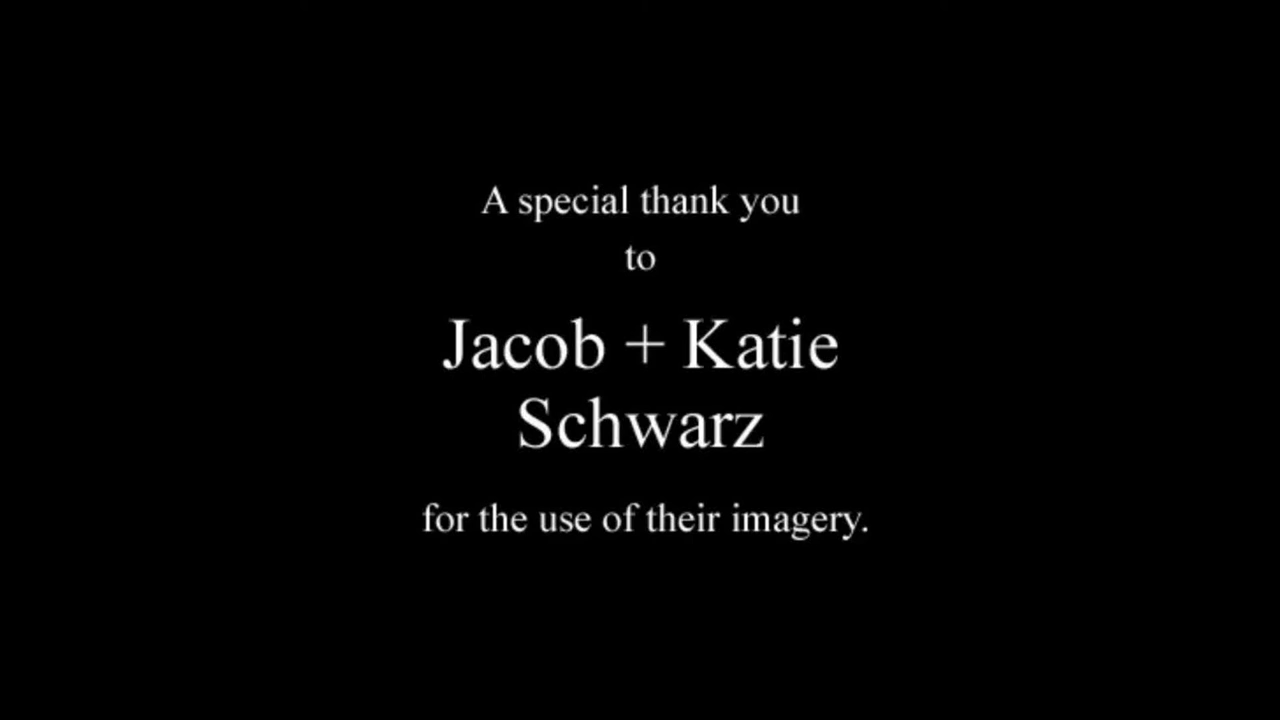 A special thank you
to
Jacob + Katie
Schwarz
for the use of their imagery.